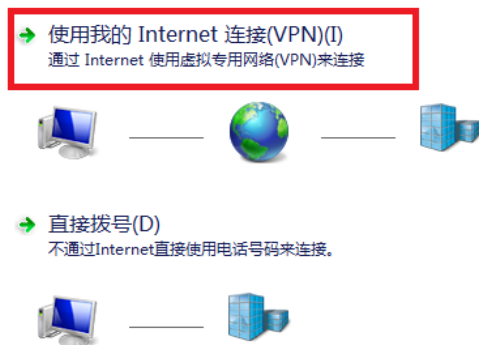 使用我的 Internet 连接(VPN)(I)
通过 Internet 使用虚拟专用网络(VPN)来连接
直接拨号(D)
不通过Internet直接使用电话号码来连接。